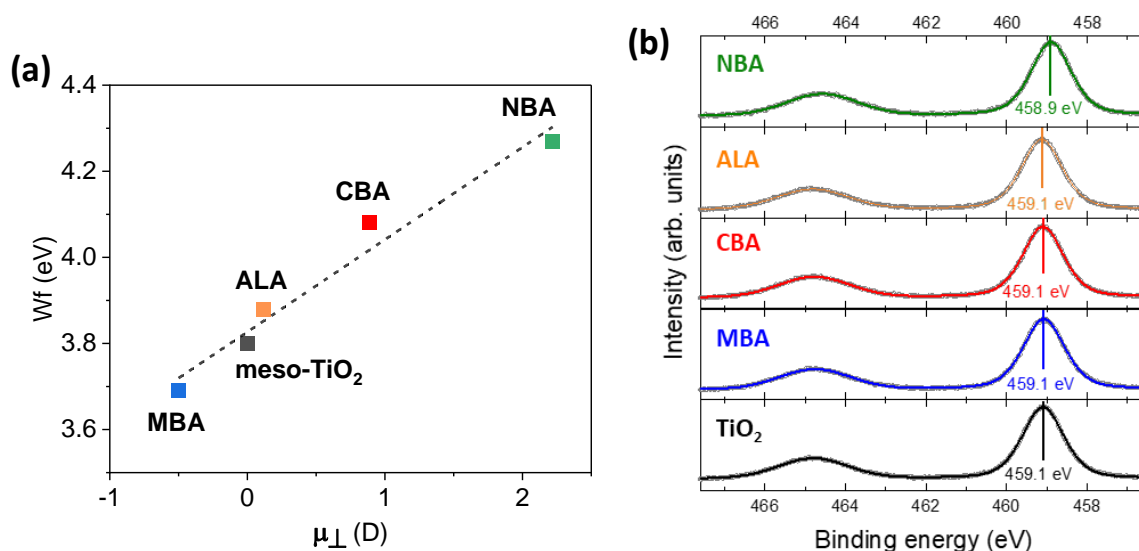 (a)
4.4
4.2
4.0
3.8
3.6
Wf (eV)
NBA
CBA
ALA
meso-TiO₂
MBA
-1
0
1
2
μ⊥ (D)
(b)
466
464
462
460
458
NBA
458.9 eV
ALA
459.1 eV
CBA
459.1 eV
MBA
459.1 eV
TiO₂
459.1 eV
Intensity (arb. units)
466
464
462
460
458
Binding energy (eV)